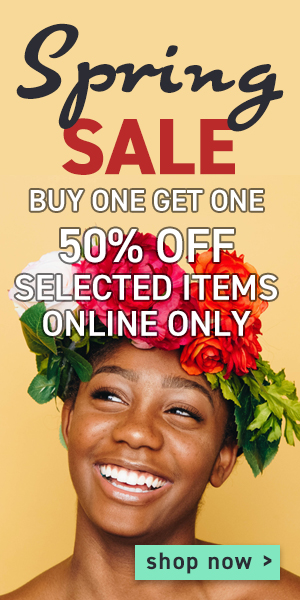 Spring
SALE
BUY ONE GET ONE
50% OFF
SELECTED ITEMS
ONLINE ONLY
shop now >